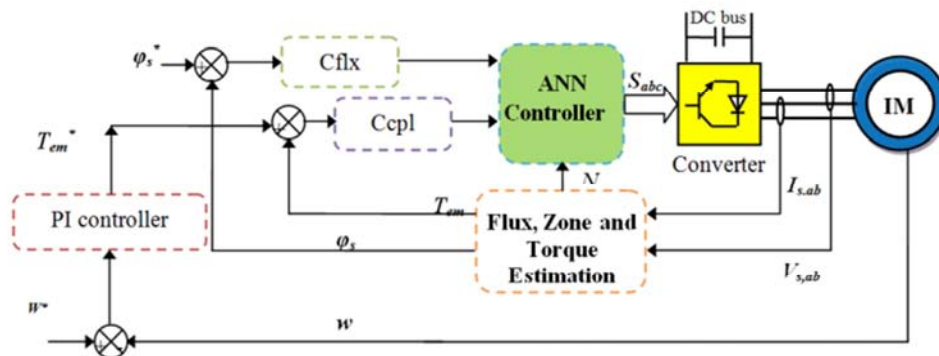 DC bus
φs*
Cflx
ANN
Controller
Sabc
IM
Ccpl
Converter
Tem*
N
Is.ab
PI controller
Tem
Flux, Zone and
Torque
Estimation
φs
Vs,ab
w*
w